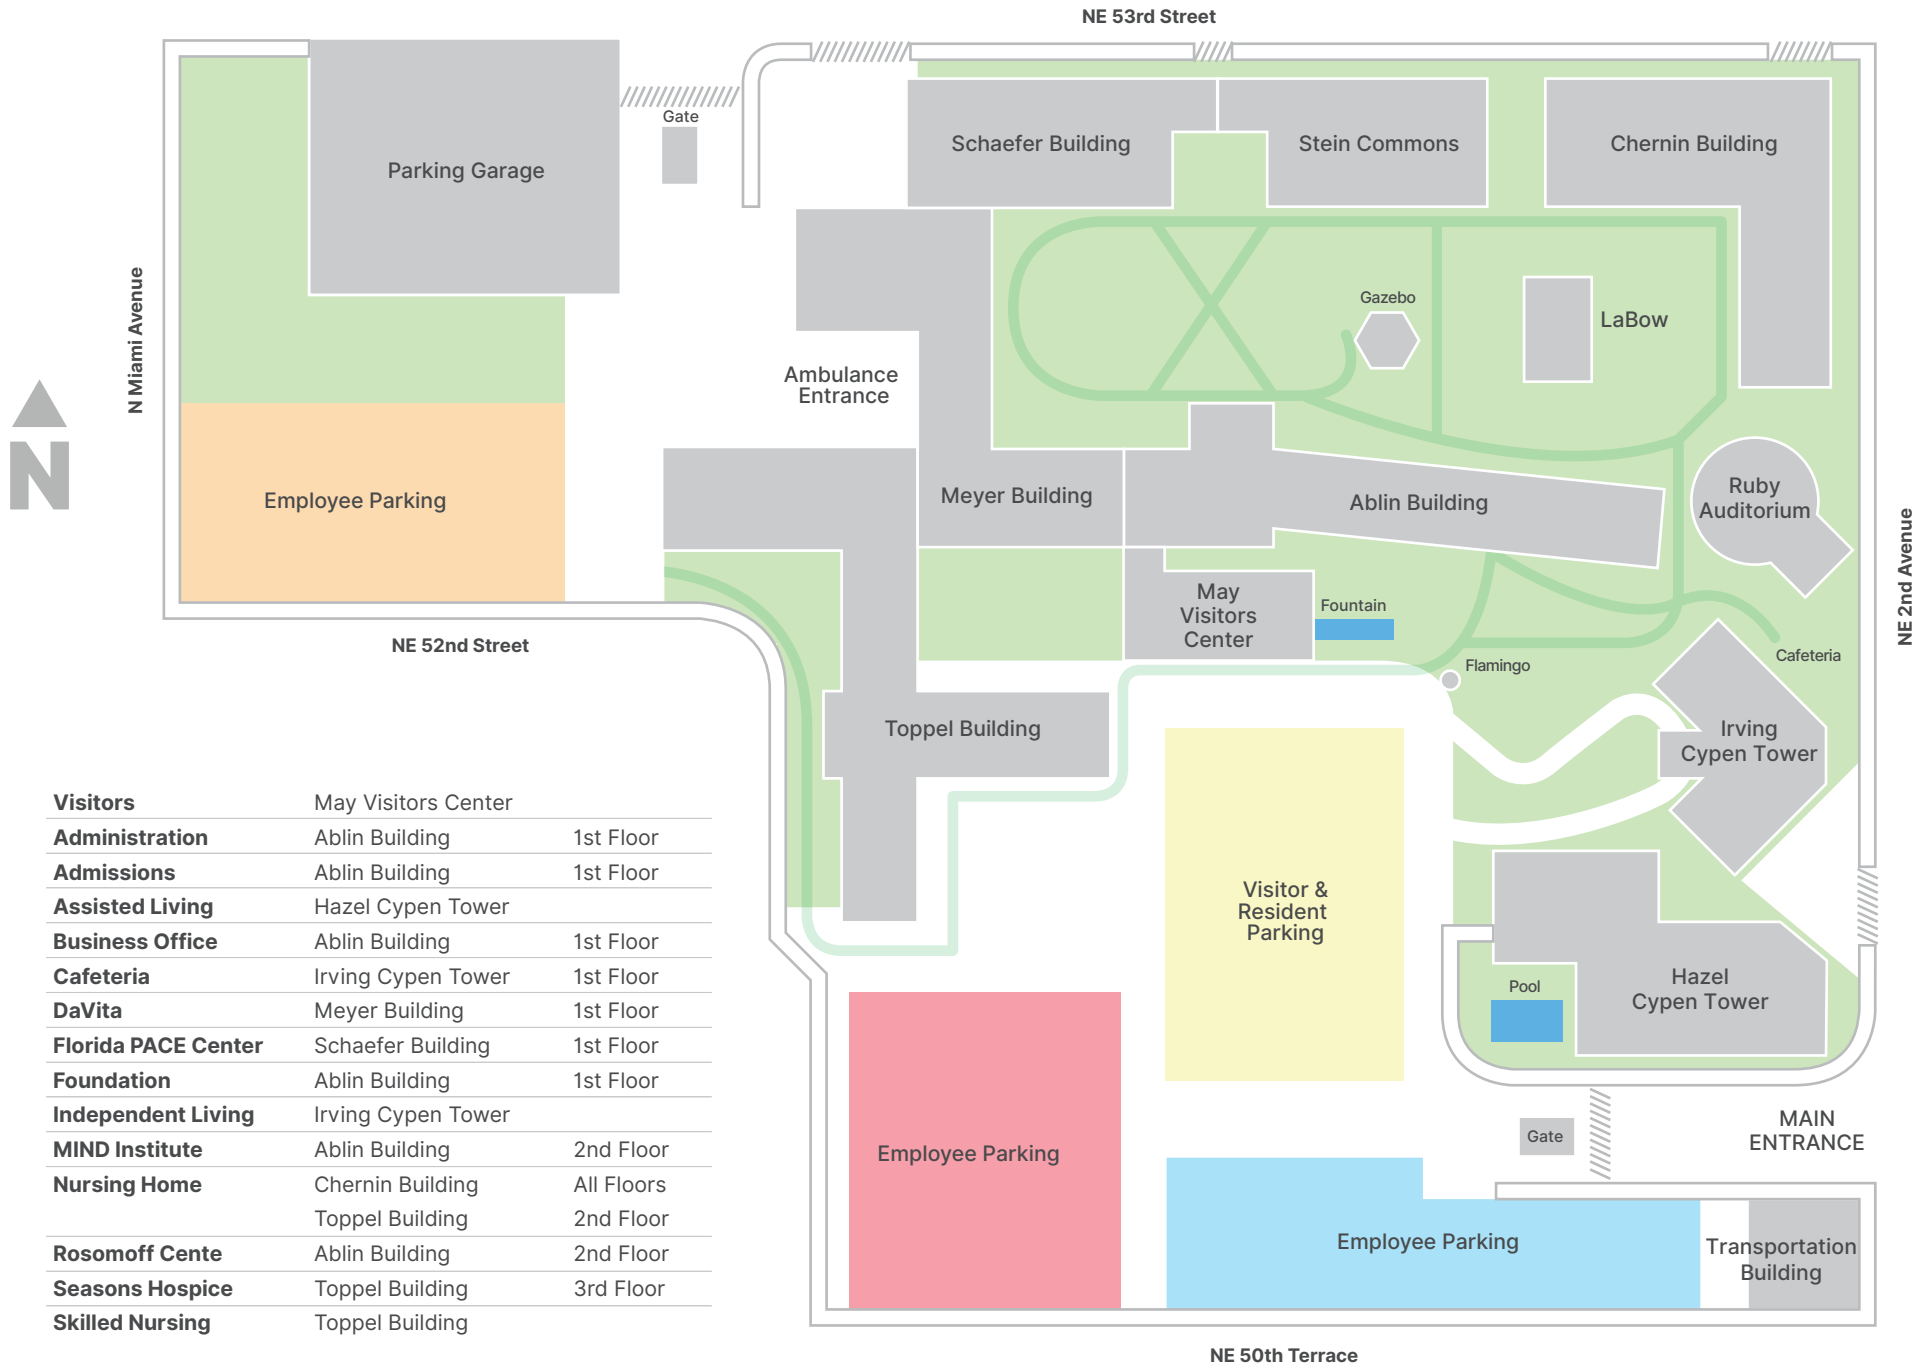 NE 53rd Street
Gate
Parking Garage
Schaefer Building
Stein Commons
Chernin Building
N Miami Avenue
Gazebo
LaBow
Ambulance
Entrance
N
Employee Parking
Meyer Building
Ablin Building
Ruby
Auditorium
NE 2nd Avenue
May
Visitors
Center
Fountain
NE 52nd Street
Flamingo
Cafeteria
Toppel Building
Irving
Cypen Tower
Visitor &
Resident
Parking
Hazel
Cypen Tower
Pool
MAIN
ENTRANCE
Gate
Employee Parking
Employee Parking
Transportation
Building
NE 50th Terrace
Visitors May Visitors Center
Administration Ablin Building 1st Floor
Admissions Ablin Building 1st Floor
Assisted Living Hazel Cypen Tower
Business Office Ablin Building 1st Floor
Cafeteria Irving Cypen Tower 1st Floor
DaVita Meyer Building 1st Floor
Florida PACE Center Schaefer Building 1st Floor
Foundation Ablin Building 1st Floor
Independent Living Irving Cypen Tower
MIND Institute Ablin Building 2nd Floor
Nursing Home Chernin Building All Floors
Toppel Building 2nd Floor
Rosomoff Cente Ablin Building 2nd Floor
Seasons Hospice Toppel Building 3rd Floor
Skilled Nursing Toppel Building